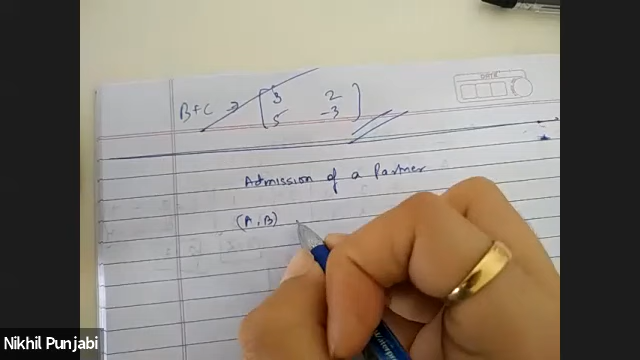 DATE
B+C → 3 2
5 -3
Admission of a Partner
(A, B)
Nikhil Punjabi